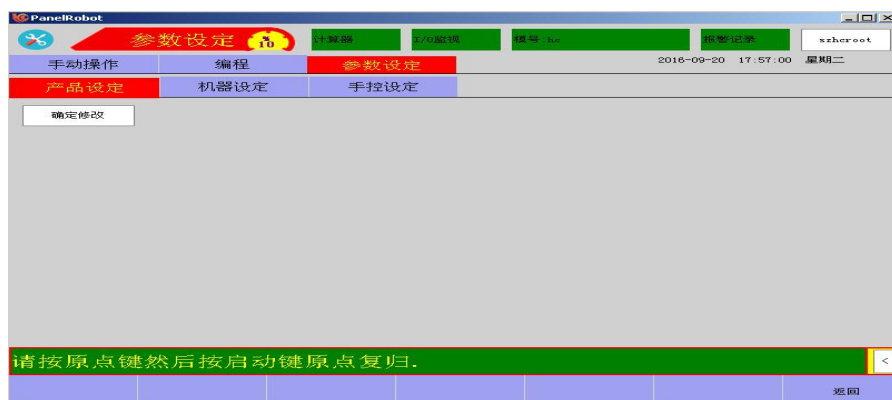 PanelRobot
参数设定 % 10 计算器 I/O监视 模号:hc 报警记录 szhcroot
手动操作 编程 参数设定 2016-09-20 17:57:00 星期二
产品设定 机器设定 手控设定
确定修改
请按原点键然后按启动键原点复归.
<
返回